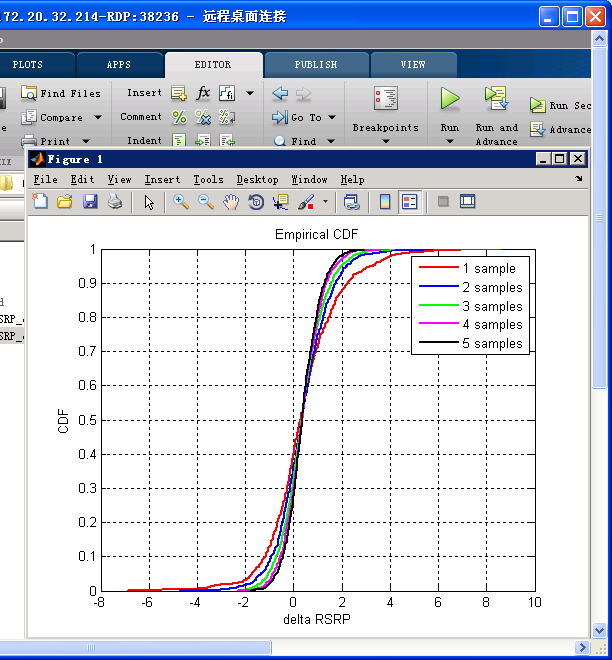 172.20.32.214-RDP:38236 - 远程桌面连接
PLOTS APPS EDITOR PUBLISH VIEW
Find Files Insert fx fi
Compare Comment % % % Go To Breakpoints Run Run and Advance Run Sec
Print Indent Find Advance
Figure 1
File Edit View Insert Tools Desktop Window Help
Empirical CDF
1 sample
2 samples
3 samples
4 samples
5 samples
CDF
1
0.9
0.8
0.7
0.6
0.5
0.4
0.3
0.2
0.1
0
-8 -6 -4 -2 0 2 4 6 8 10
delta RSRP
d
SRP_
SRP_